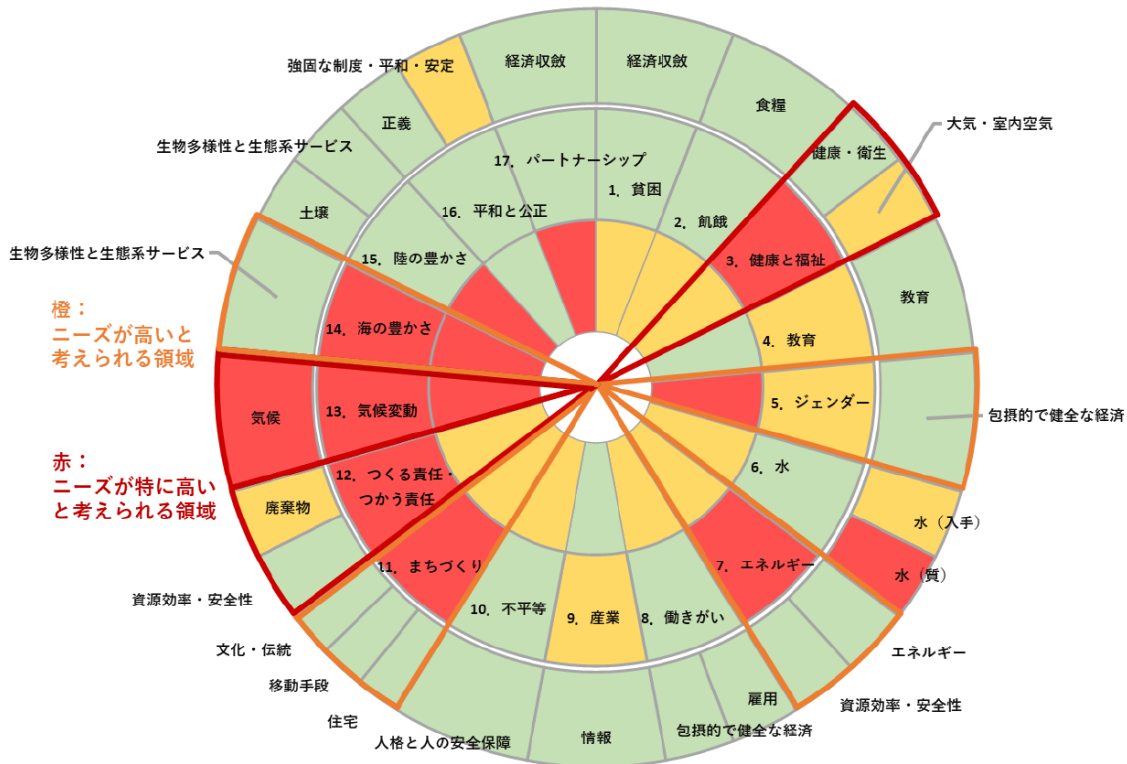 強固な制度・平和・安定
経済収斂
経済収斂
食糧
正義
大気・室内空気
生物多様性と生態系サービス
健康・衛生
17. パートナーシップ
1. 貧困
16. 平和と公正
2. 飢餓
土壌
15. 陸の豊かさ
3. 健康と福祉
生物多様性と生態系サービス
教育
橙:
ニーズが高いと
考えられる領域
14. 海の豊かさ
4. 教育
気候
13. 気候変動
5. ジェンダー
包摂的で健全な経済
赤:
ニーズが特に高い
と考えられる領域
12. つくる責任・
つかう責任
6. 水
廃棄物
水(入手)
11. まちづくり
7. エネルギー
水(質)
資源効率・安全性
10. 不平等
9. 産業
8. 働きがい
文化・伝統
エネルギー
移動手段
雇用
資源効率・安全性
住宅
人格と人の安全保障
情報
包摂的で健全な経済